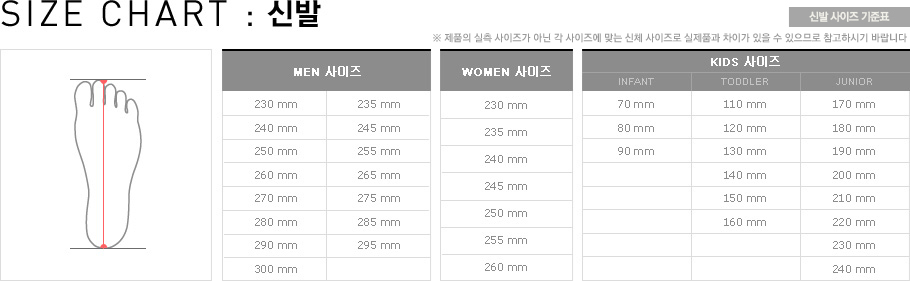 SIZE CHART : 신발
신발 사이즈 기준표
※ 제품의 실측 사이즈가 아닌 각 사이즈에 맞는 신체 사이즈로 실제품과 차이가 있을 수 있으므로 참고하시기 바랍니다
MEN 사이즈
230 mm 235 mm
240 mm 245 mm
250 mm 255 mm
260 mm 265 mm
270 mm 275 mm
280 mm 285 mm
290 mm 295 mm
300 mm
WOMEN 사이즈
230 mm
235 mm
240 mm
245 mm
250 mm
255 mm
260 mm
KIDS 사이즈
INFANT TODDLER JUNIOR
70 mm 110 mm 170 mm
80 mm 120 mm 180 mm
90 mm 130 mm 190 mm
140 mm 200 mm
150 mm 210 mm
160 mm 220 mm
230 mm
240 mm